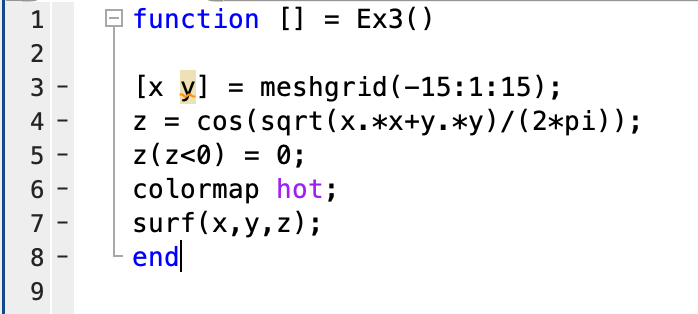 1 function [] = Ex3()
2
3 - [x y] = meshgrid(-15:1:15);
4 - z = cos(sqrt(x.*x+y.*y)/(2*pi));
5 - z(z<0) = 0;
6 - colormap hot;
7 - surf(x,y,z);
8 - end
9